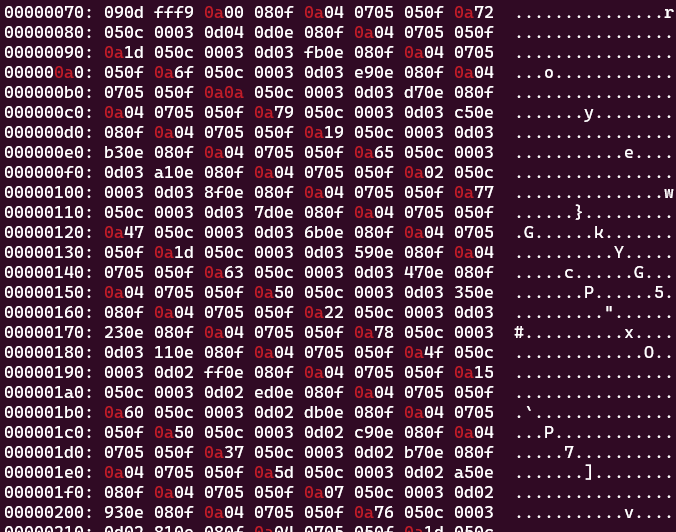 00000070: 090d fff9 0a00 080f 0a04 0705 050f 0a72  ...............r
00000080: 050c 0003 0d04 0d0e 080f 0a04 0705 050f  ................
00000090: 0a1d 050c 0003 0d03 fb0e 080f 0a04 0705  ................
000000a0: 050f 0a6f 050c 0003 0d03 e90e 080f 0a04  ...o............
000000b0: 0705 050f 0a0a 050c 0003 0d03 d70e 080f  ................
000000c0: 0a04 0705 050f 0a79 050c 0003 0d03 c50e  .......y........
000000d0: 080f 0a04 0705 050f 0a19 050c 0003 0d03  ................
000000e0: b30e 080f 0a04 0705 050f 0a65 050c 0003  ...........e....
000000f0: 0d03 a10e 080f 0a04 0705 050f 0a02 050c  ................
00000100: 0003 0d03 8f0e 080f 0a04 0705 050f 0a77  ...............w
00000110: 050c 0003 0d03 7d0e 080f 0a04 0705 050f  ......}.........
00000120: 0a47 050c 0003 0d03 6b0e 080f 0a04 0705  .G......k.......
00000130: 050f 0a1d 050c 0003 0d03 590e 080f 0a04  ..........Y.....
00000140: 0705 050f 0a63 050c 0003 0d03 470e 080f  .....c......G...
00000150: 0a04 0705 050f 0a50 050c 0003 0d03 350e  .......P......5.
00000160: 080f 0a04 0705 050f 0a22 050c 0003 0d03  ........."......
00000170: 230e 080f 0a04 0705 050f 0a78 050c 0003  #..........x....
00000180: 0d03 110e 080f 0a04 0705 050f 0a4f 050c  .............O..
00000190: 0003 0d02 ff0e 080f 0a04 0705 050f 0a15  ................
000001a0: 050c 0003 0d02 ed0e 080f 0a04 0705 050f  ................
000001b0: 0a60 050c 0003 0d02 db0e 080f 0a04 0705  .`..............
000001c0: 050f 0a50 050c 0003 0d02 c90e 080f 0a04  ...P............
000001d0: 0705 050f 0a37 050c 0003 0d02 b70e 080f  .....7..........
000001e0: 0a04 0705 050f 0a5d 050c 0003 0d02 a50e  .......]........
000001f0: 080f 0a04 0705 050f 0a07 050c 0003 0d02  ................
00000200: 930e 080f 0a04 0705 050f 0a76 050c 0003  ...........v....
00000210: 0d02 810e 080f 0a04 0705 050f 0a1d 050c